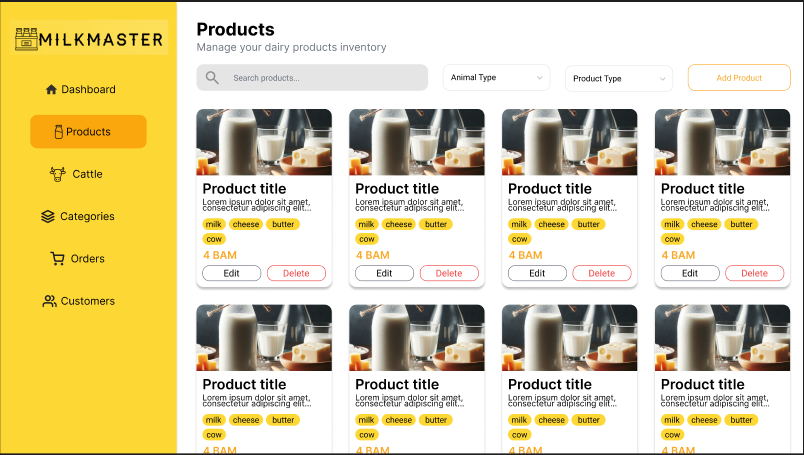 MILKMASTER
Dashboard
Products
Cattle
Categories
Orders
Customers
Products
Manage your dairy products inventory
Search products...
Animal Type
Product Type
Add Product
Product title
Lorem ipsum dolor sit amet,
consectetur adipiscing elit...
milk cheese butter
cow
4 BAM
Edit Delete
Product title
Lorem ipsum dolor sit amet,
consectetur adipiscing elit...
milk cheese butter
cow
4 BAM
Edit Delete
Product title
Lorem ipsum dolor sit amet,
consectetur adipiscing elit...
milk cheese butter
cow
4 BAM
Edit Delete
Product title
Lorem ipsum dolor sit amet,
consectetur adipiscing elit...
milk cheese butter
cow
4 BAM
Edit Delete
Product title
Lorem ipsum dolor sit amet,
consectetur adipiscing elit...
milk cheese butter
cow
4 BAM
Product title
Lorem ipsum dolor sit amet,
consectetur adipiscing elit...
milk cheese butter
cow
4 BAM
Product title
Lorem ipsum dolor sit amet,
consectetur adipiscing elit...
milk cheese butter
cow
4 BAM
Product title
Lorem ipsum dolor sit amet,
consectetur adipiscing elit...
milk cheese butter
cow
4 BAM